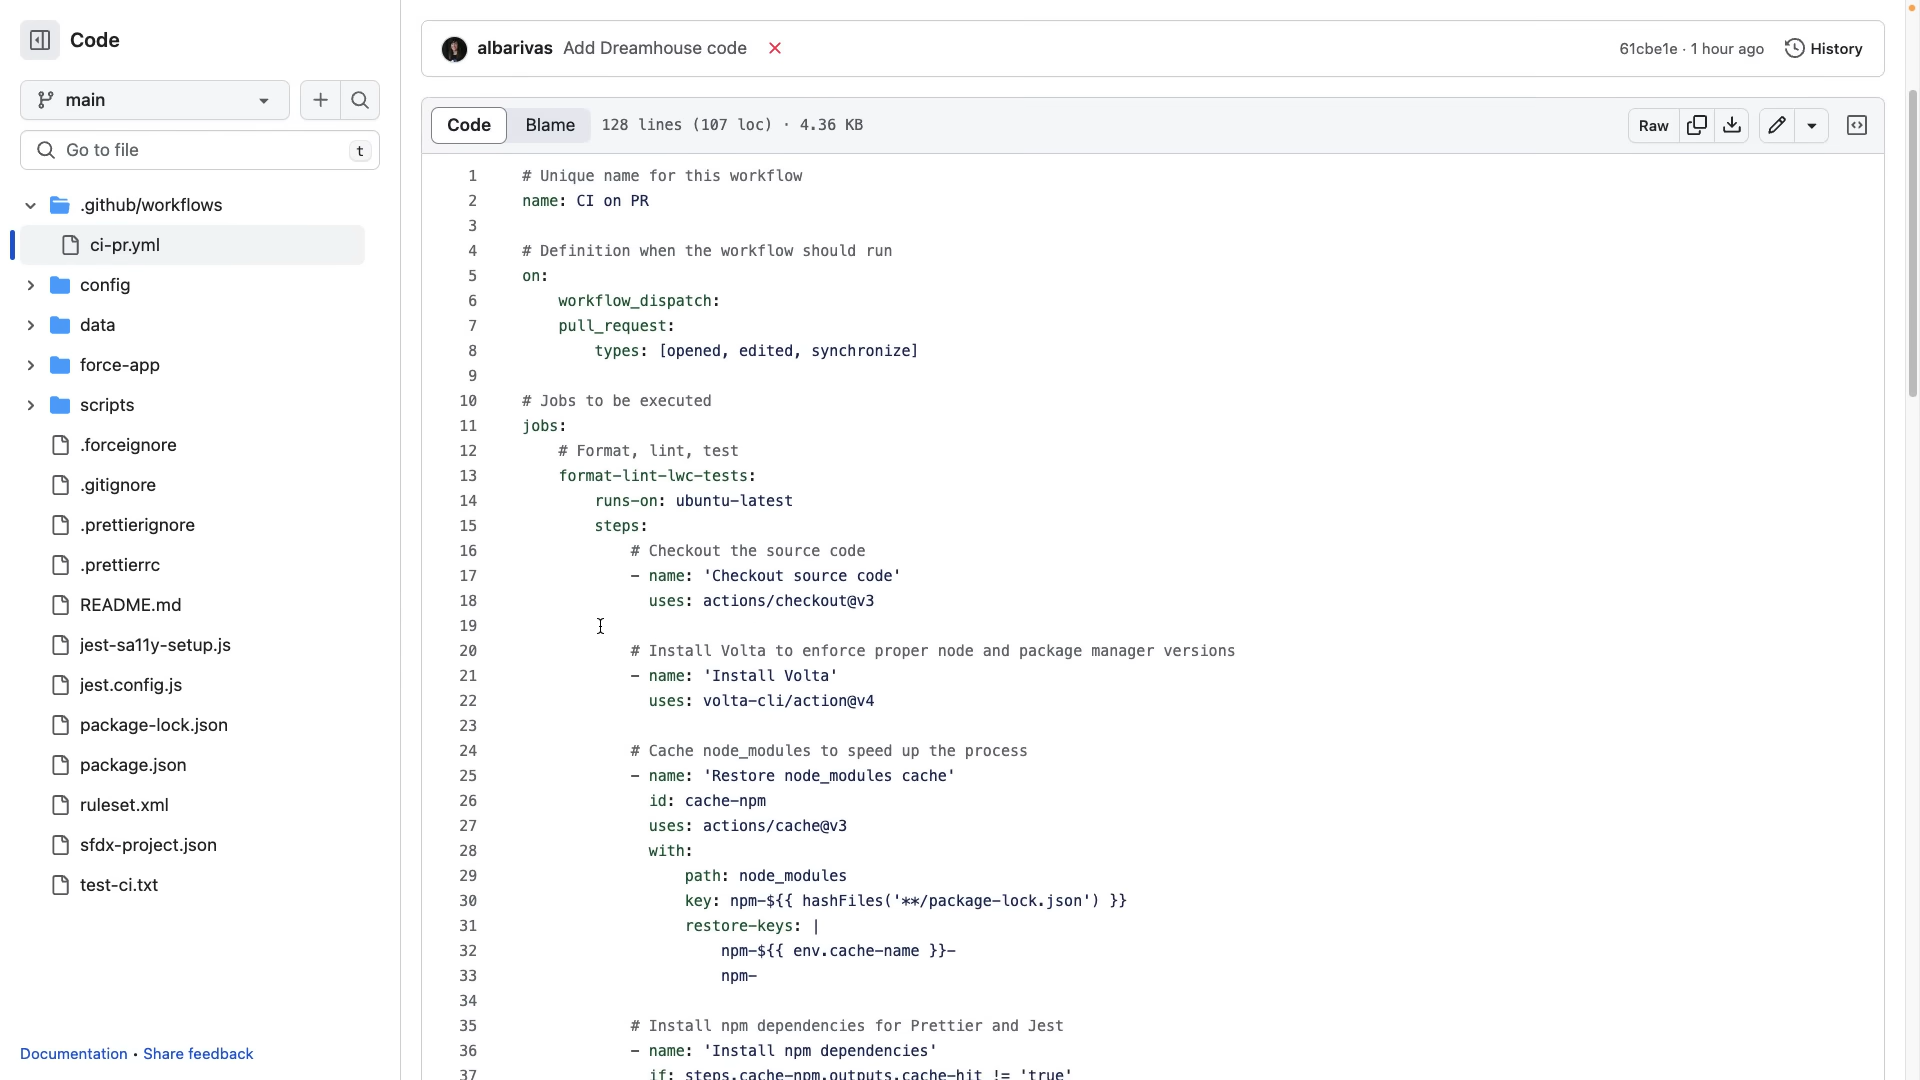 Code
main
Go to file
t
.github/workflows
ci-pr.yml
config
data
force-app
scripts
.forceignore
.gitignore
.prettierignore
.prettierrc
README.md
jest-sa11y-setup.js
jest.config.js
package-lock.json
package.json
ruleset.xml
sfdx-project.json
test-ci.txt
Documentation • Share feedback
albarivas Add Dreamhouse code
61cbe1e · 1 hour ago History
Code Blame 128 lines (107 loc) · 4.36 KB Raw
1 # Unique name for this workflow
2 name: CI on PR
3
4 # Definition when the workflow should run
5 on:
6     workflow_dispatch:
7     pull_request:
8         types: [opened, edited, synchronize]
9
10 # Jobs to be executed
11 jobs:
12     # Format, lint, test
13     format-lint-lwc-tests:
14         runs-on: ubuntu-latest
15         steps:
16             # Checkout the source code
17             - name: 'Checkout source code'
18               uses: actions/checkout@v3
19
20             # Install Volta to enforce proper node and package manager versions
21             - name: 'Install Volta'
22               uses: volta-cli/action@v4
23
24             # Cache node_modules to speed up the process
25             - name: 'Restore node_modules cache'
26               id: cache-npm
27               uses: actions/cache@v3
28               with:
29                   path: node_modules
30                   key: npm-${{ hashFiles('**/package-lock.json') }}
31                   restore-keys: |
32                       npm-${{ env.cache-name }}-
33                       npm-
34
35             # Install npm dependencies for Prettier and Jest
36             - name: 'Install npm dependencies'
37               if: steps.cache-npm.outputs.cache-hit != 'true'